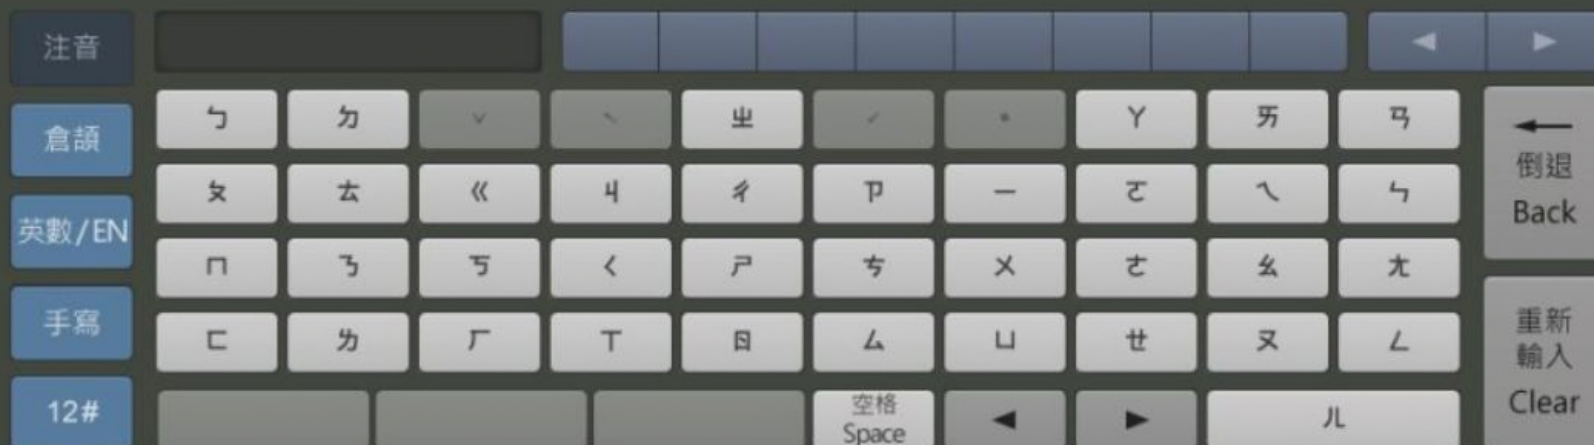 注音
ㄅ ㄉ ˇ ˋ ㄓ ˊ ˙ ㄚ ㄞ ㄢ
倉頡
ㄆ ㄊ ㄍ ㄐ ㄔ ㄗ ㄧ ㄛ ㄟ ㄣ
倒退
Back
英數/EN
ㄇ ㄋ ㄎ ㄑ ㄕ ㄘ ㄨ ㄜ ㄠ ㄤ
手寫
ㄈ ㄌ ㄏ ㄒ ㄖ ㄙ ㄩ ㄝ ㄡ ㄥ
重新
輸入
Clear
12#
空格
Space
ㄦ